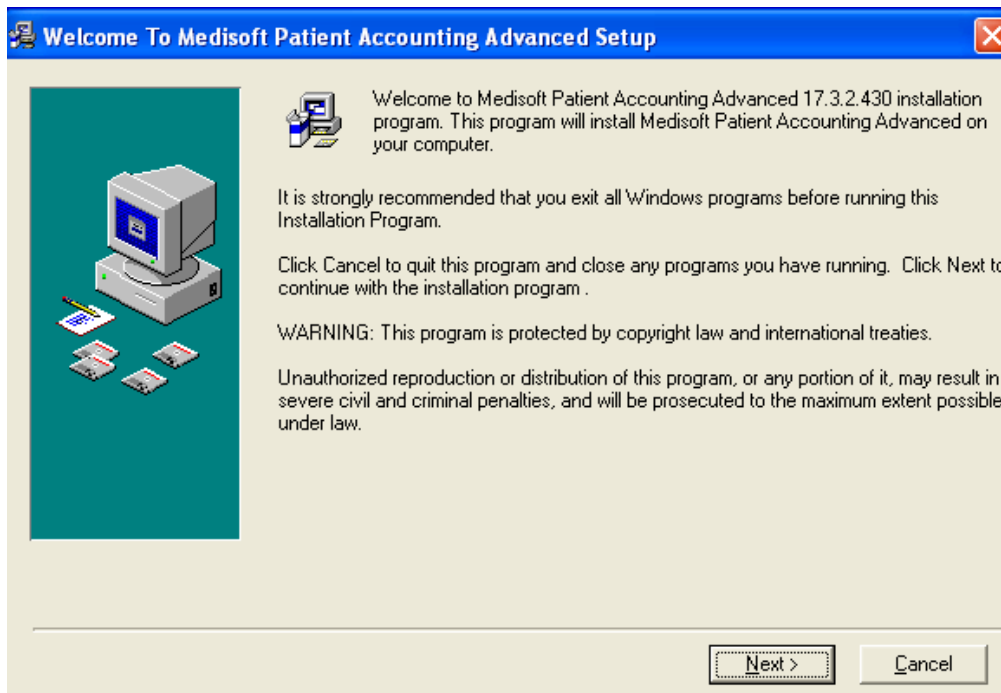 Welcome To Medisoft Patient Accounting Advanced Setup
Welcome to Medisoft Patient Accounting Advanced 17.3.2.430 installation
program. This program will install Medisoft Patient Accounting Advanced on
your computer.
It is strongly recommended that you exit all Windows programs before running this
Installation Program.
Click Cancel to quit this program and close any programs you have running.  Click Next to
continue with the installation program .
WARNING: This program is protected by copyright law and international treaties.
Unauthorized reproduction or distribution of this program, or any portion of it, may result in
severe civil and criminal penalties, and will be prosecuted to the maximum extent possible
under law.
Next >
Cancel